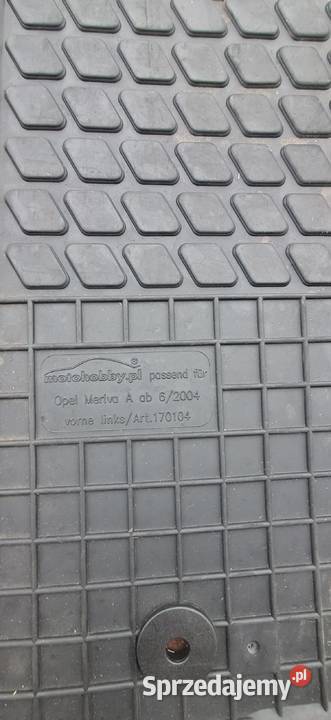 motohobby.pl ® passend für
Opel Meriva A ab 6/2004
vorne links/Art.170104
Sprzedajemy.pl